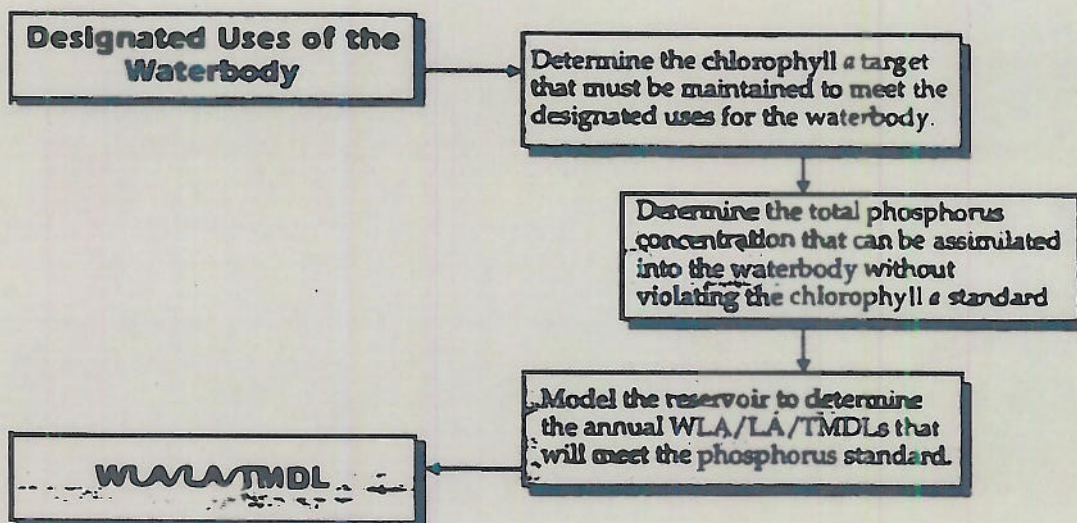 Designated Uses of the
Waterbody
Determine the chlorophyll a target
that must be maintained to meet the
designated uses for the waterbody.
Determine the total phosphorus
concentration that can be assimilated
into the waterbody without
violating the chlorophyll a standard
Model the reservoir to determine
the annual WLA/LA/TMDLs that
will meet the phosphorus standard.
WLA/LA/TMDL